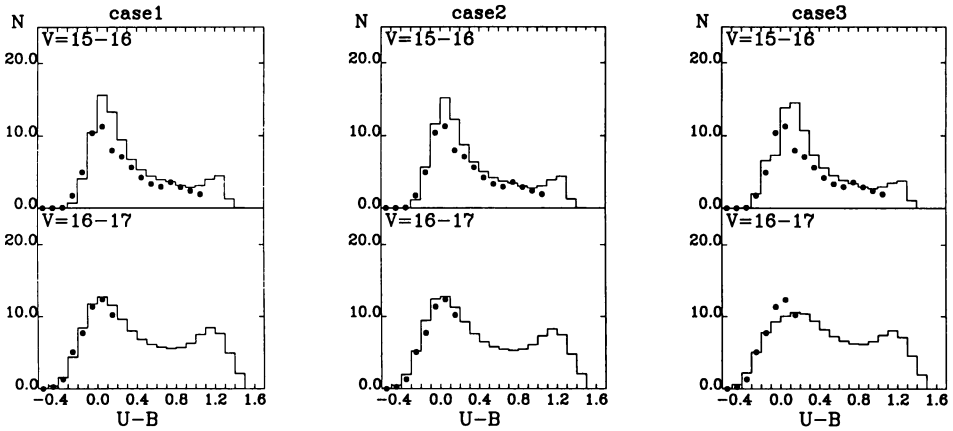 case1 case2 case3
N N N
V=15-16 V=15-16 V=15-16
20.0 20.0 20.0
10.0 10.0 10.0
0.0 0.0 0.0
V=16-17 V=16-17 V=16-17
20.0 20.0 20.0
10.0 10.0 10.0
0.0 0.0 0.0
-0.4 0.0 0.4 0.8 1.2 1.6 -0.4 0.0 0.4 0.8 1.2 1.6 -0.4 0.0 0.4 0.8 1.2 1.6
U-B U-B U-B